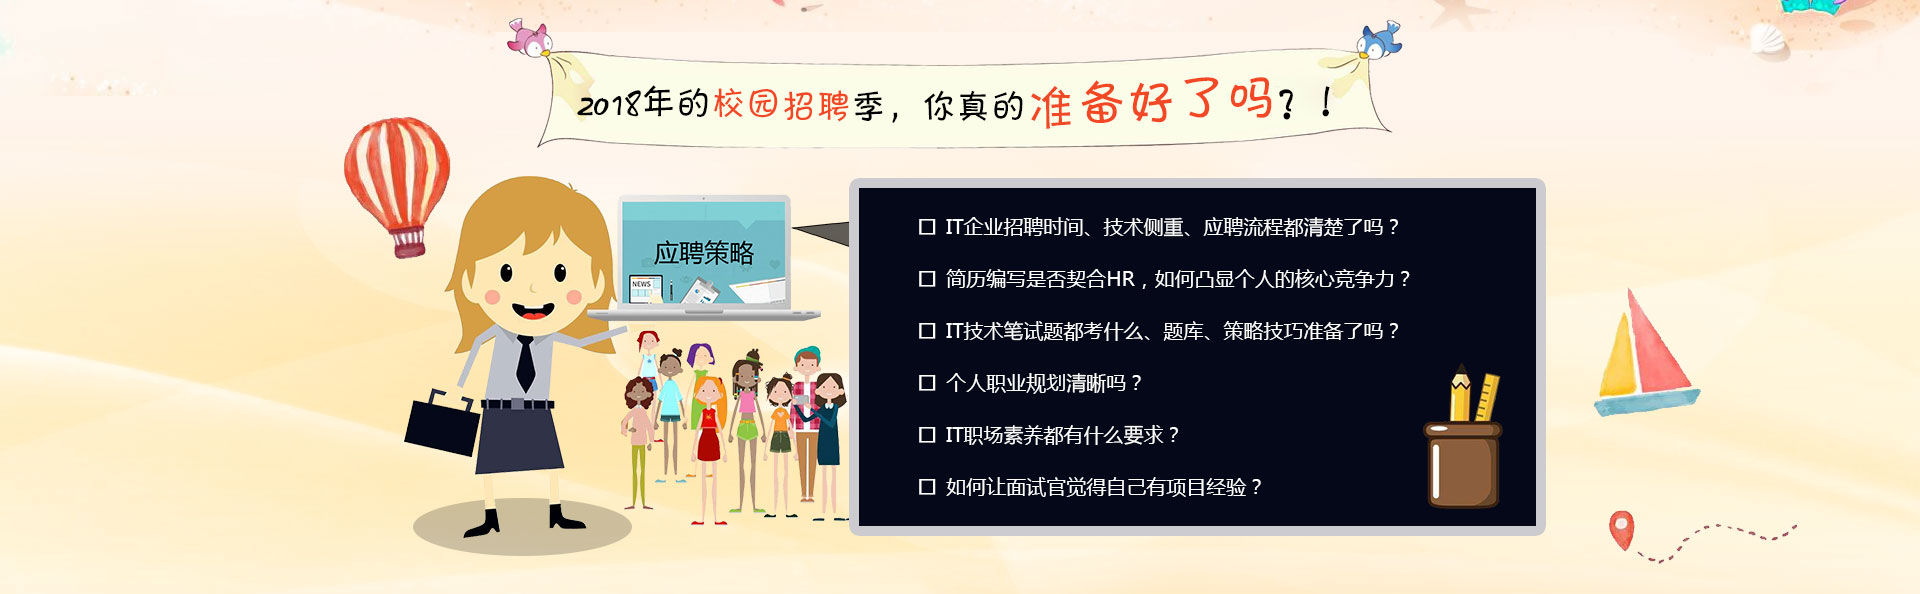 2018年的校园招聘季，你真的准备好了吗？！
应聘策略
NEWS
IT企业招聘时间、技术侧重、应聘流程都清楚了吗？
简历编写是否契合HR，如何凸显个人的核心竞争力？
IT技术笔试题都考什么、题库、策略技巧准备了吗？
个人职业规划清晰吗？
IT职场素养都有什么要求？
如何让面试官觉得自己有项目经验？